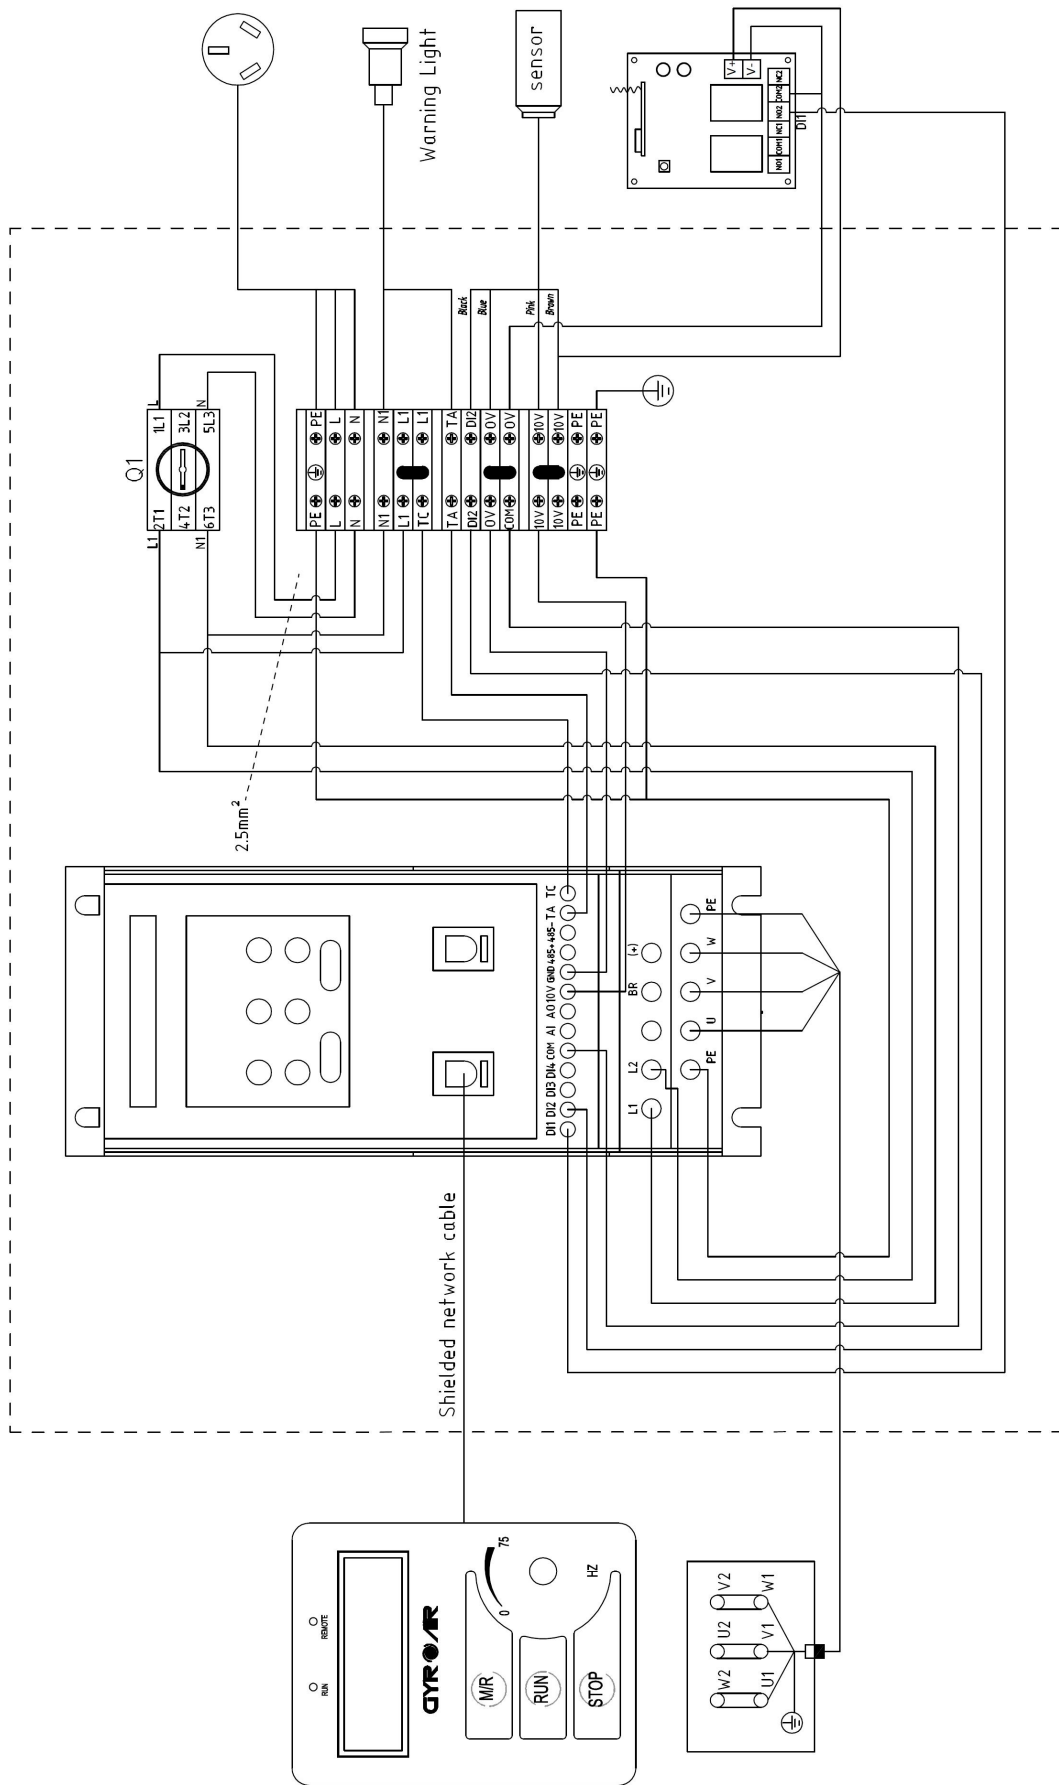 Warning Light
sensor
V+
V-
NO1 COM1 NC1 NO2 COM2 NC2
DI1
Q1
L
N
1L1 3L2 5L3
2T1 4T2 6T3
L1
N1
Black
Blue
Pink
Brown
PE PE
L L
N N
N1 N1
L1 L1
TC L1
TA TA
DI2 DI2
0V 0V
COM 0V
10V 10V
10V 10V
PE PE
PE PE
2.5mm²
DI1 DI2 DI3 DI4 COM AI AO 10V GND 485+ 485- TA TC
L1 L2 BR (+)
PE U V W PE
Shielded network cable
RUN
REMOTE
GYROAIR
M/R
RUN
STOP
0
75
HZ
W2 U2 V2
U1 V1 W1